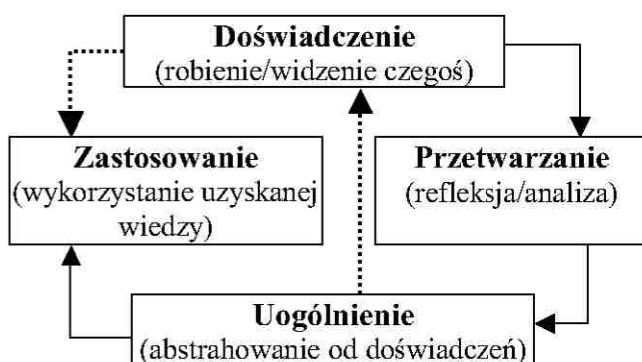 Doświadczenie
(robienie/widzenie czegoś)
Zastosowanie
(wykorzystanie uzyskanej
wiedzy)
Przetwarzanie
(refleksja/analiza)
Uogólnienie
(abstrahowanie od doświadczeń)